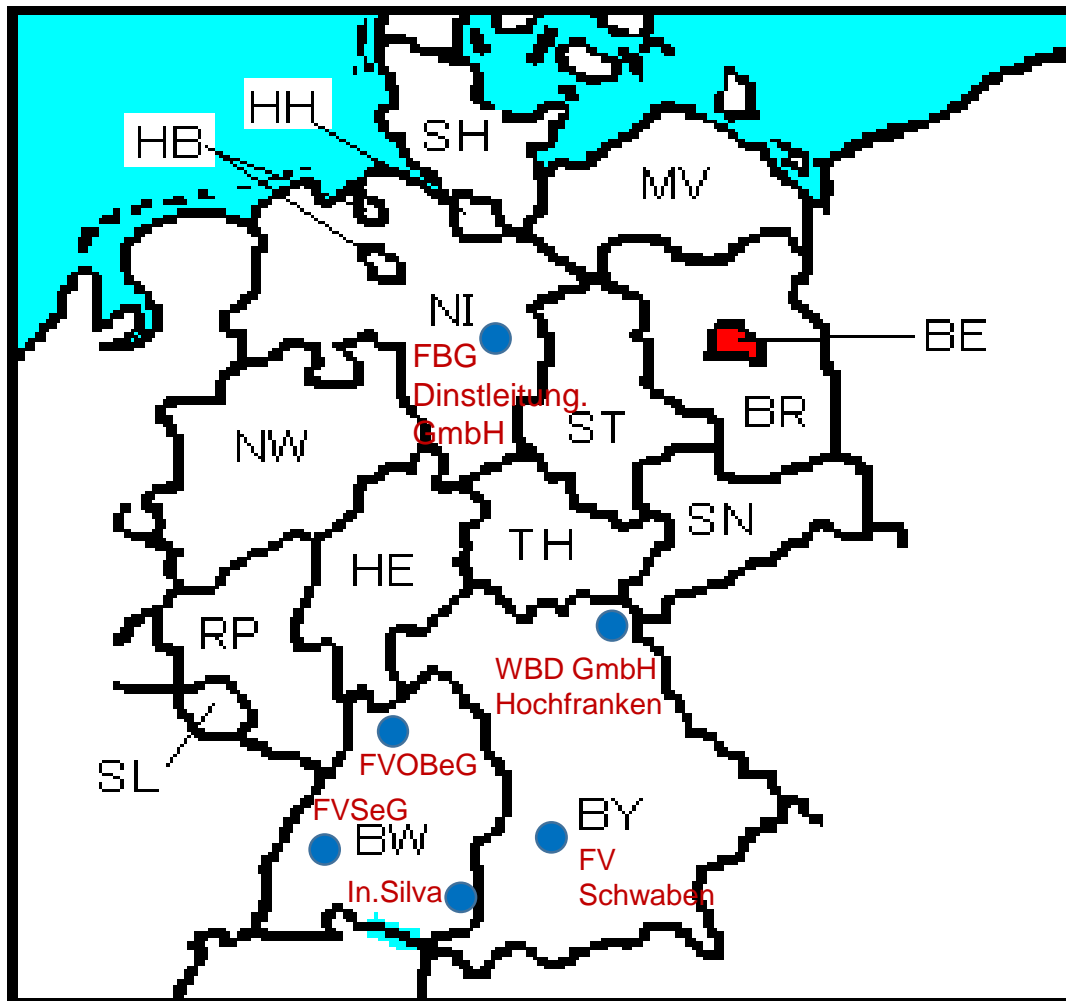 HH
HB
SH
MV
NI
BE
FBG
Dinstleitung.
GmbH
BR
ST
NW
SN
TH
HE
RP
WBD GmbH
Hochfranken
SL
FVOBeG
FVSeG
BW
BY
FV
Schwaben
In.Silva